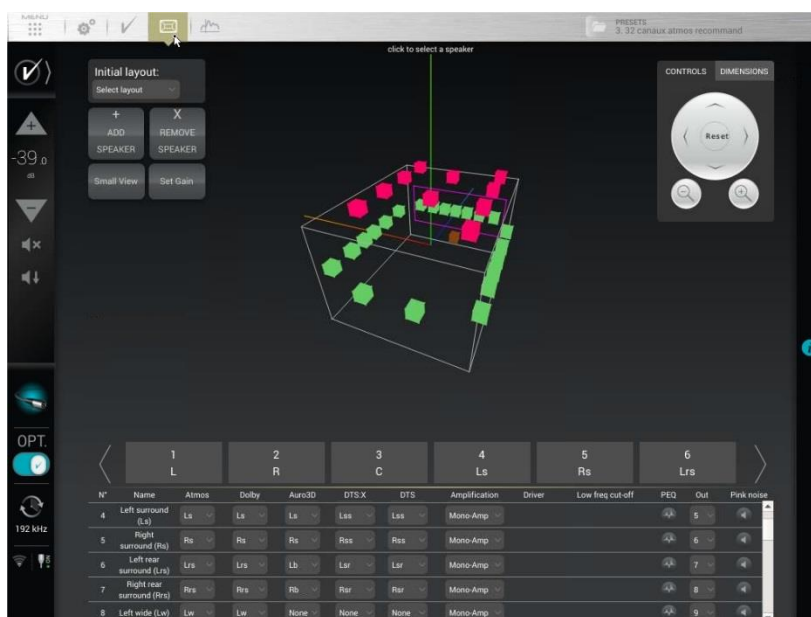 MENU
PRESETS
3. 32 canaux atmos recommand
click to select a speaker
Initial layout:
Select layout
+
ADD
SPEAKER
X
REMOVE
SPEAKER
Small View
Set Gain
CONTROLS
DIMENSIONS
Reset
-39.0
dB
OPT.
192 kHz
1
L
2
R
3
C
4
Ls
5
Rs
6
Lrs
N° Name Atmos Dolby Auro3D DTS:X DTS Amplification Driver Low freq cut-off PEQ Out Pink noise
4 Left surround (Ls) Ls Ls Ls Lss Lss Mono-Amp 5
5 Right surround (Rs) Rs Rs Rs Rss Rss Mono-Amp 6
6 Left rear surround (Lrs) Lrs Lrs Lb Lsr Lsr Mono-Amp 7
7 Right rear surround (Rrs) Rrs Rrs Rb Rsr Rsr Mono-Amp 8
8 Left wide (Lw) Lw Lw None None None Mono-Amp 9